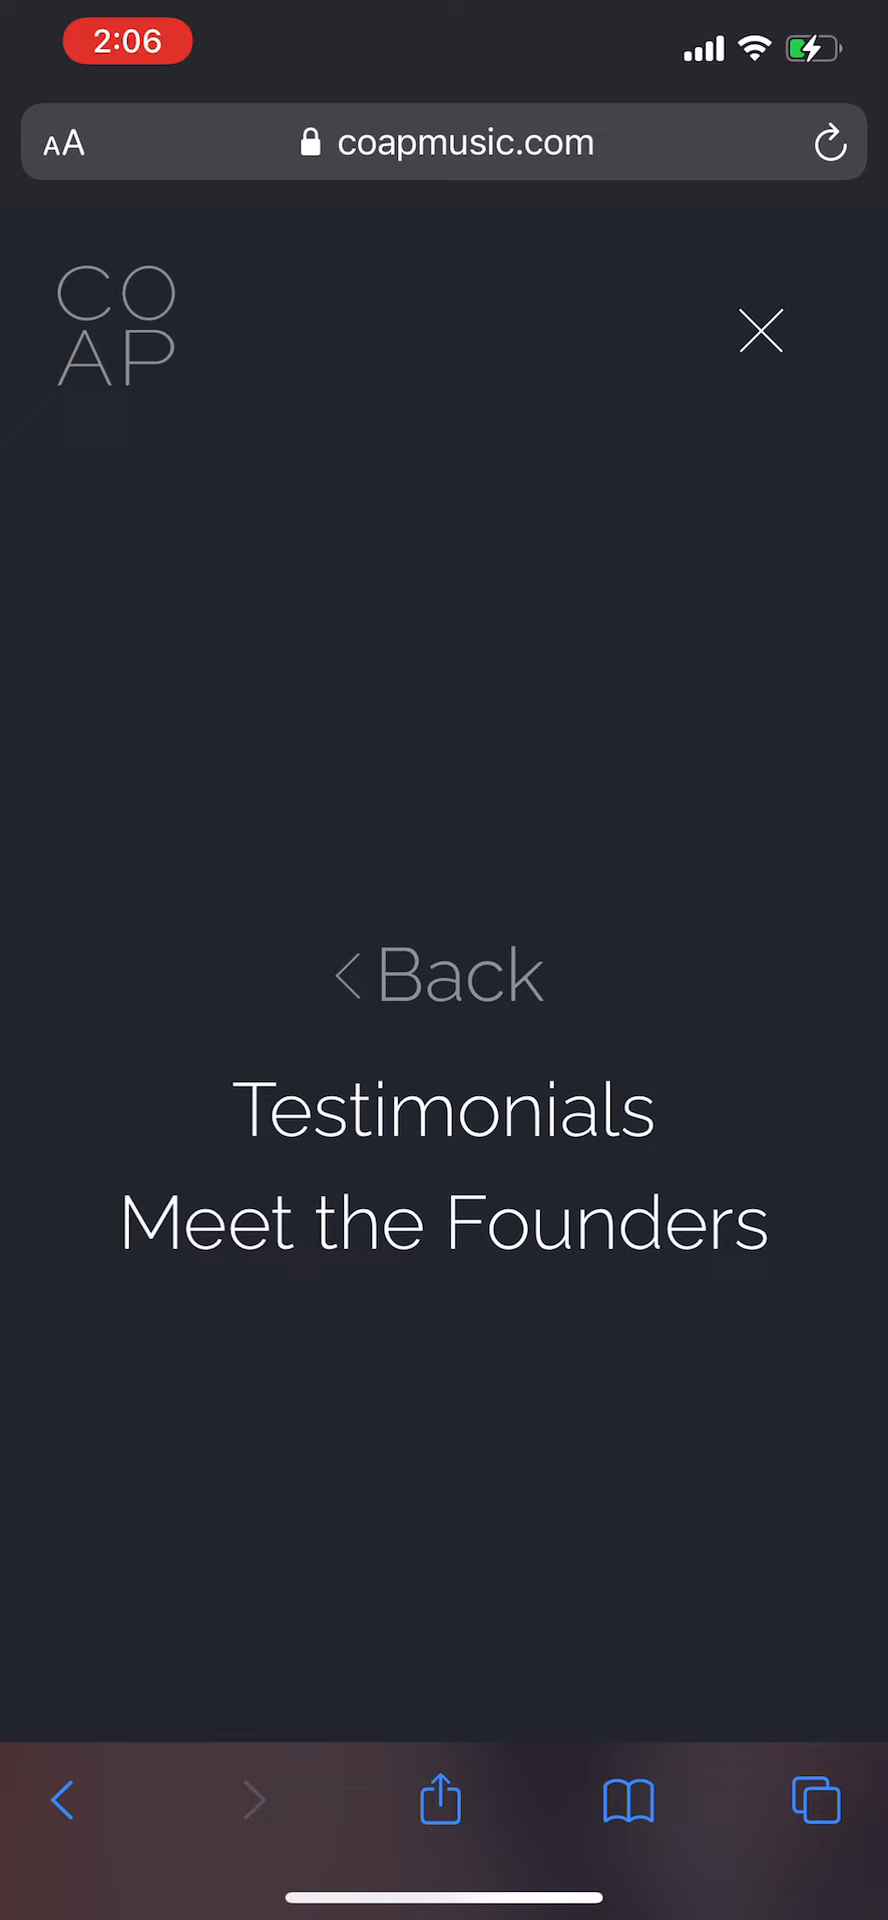 2:06
AA
coapmusic.com
CO
AP
Back
Testimonials
Meet the Founders